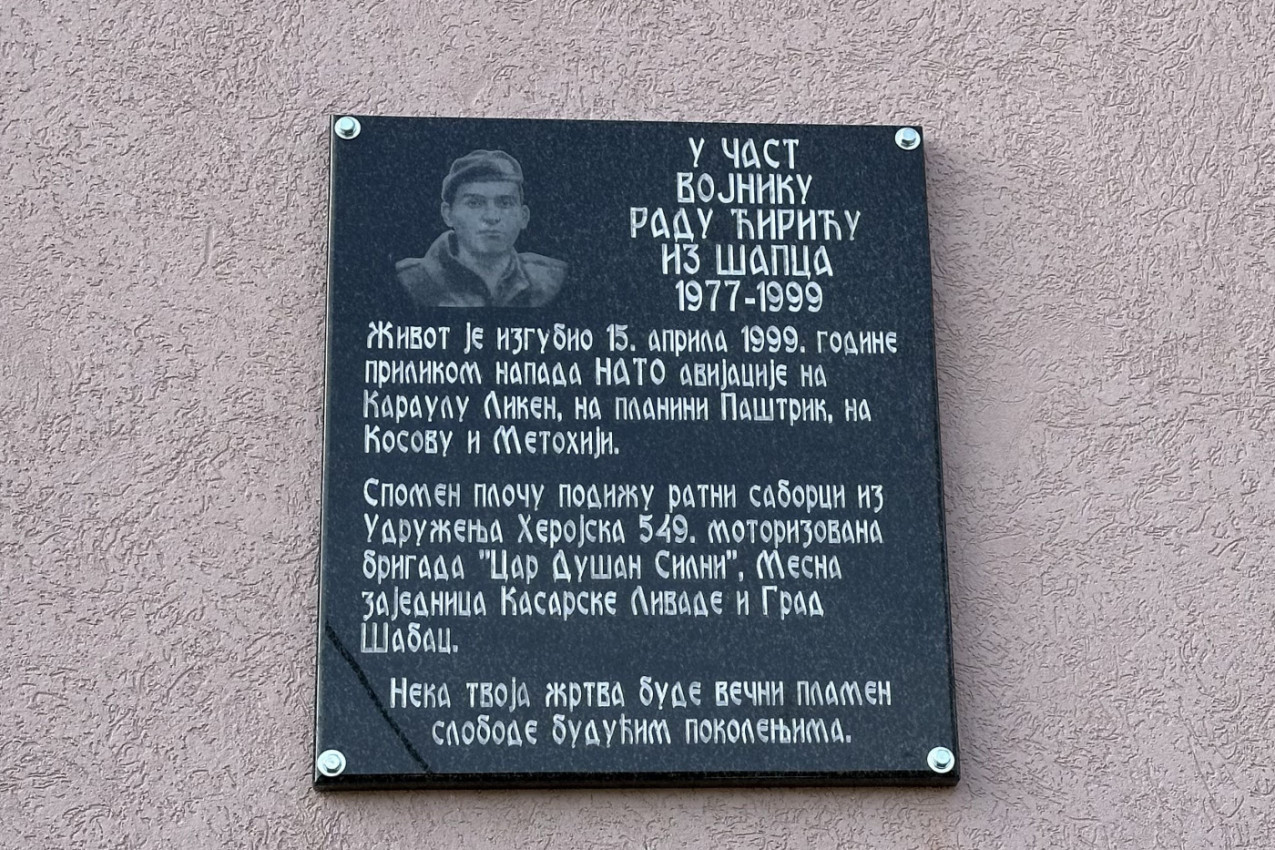 У ЧАСТ
ВОЈНИКУ
РАДУ ЋИРИЋУ
ИЗ ШАПЦА
1977-1999
Живот је изгубио 15. априла 1999. године
приликом напада НАТО авијације на
Караулу Ликен, на планини Паштрик, на
Косову и Метохији.
Спомен плочу подижу ратни саборци из
Удружења Херојска 549. моторизована
бригада "Цар Душан Силни", Месна
заједница Касарске Ливаде и Град
Шабац.
Нека твоја жртва буде вечни пламен
слободе будућим поколењима.